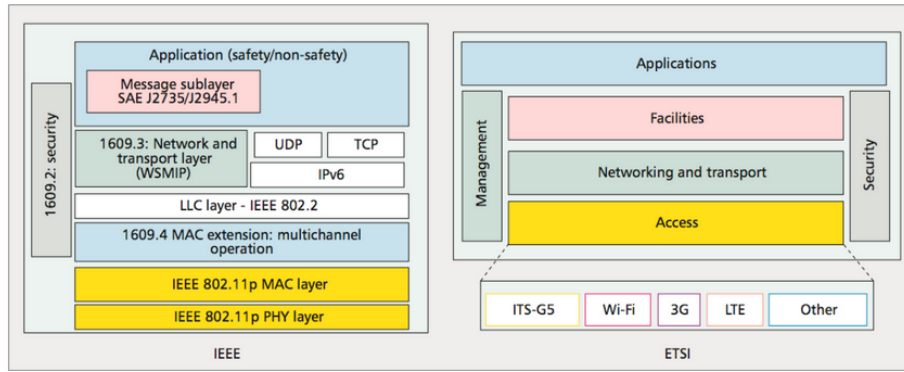 Application (safety/non-safety)
Message sublayer
SAE J2735/J2945.1
1609.2: security
1609.3: Network and
transport layer
(WSMIP)
UDP
TCP
IPv6
LLC layer - IEEE 802.2
1609.4 MAC extension: multichannel
operation
IEEE 802.11p MAC layer
IEEE 802.11p PHY layer
IEEE
Applications
Management
Facilities
Networking and transport
Access
Security
ITS-G5
Wi-Fi
3G
LTE
Other
ETSI